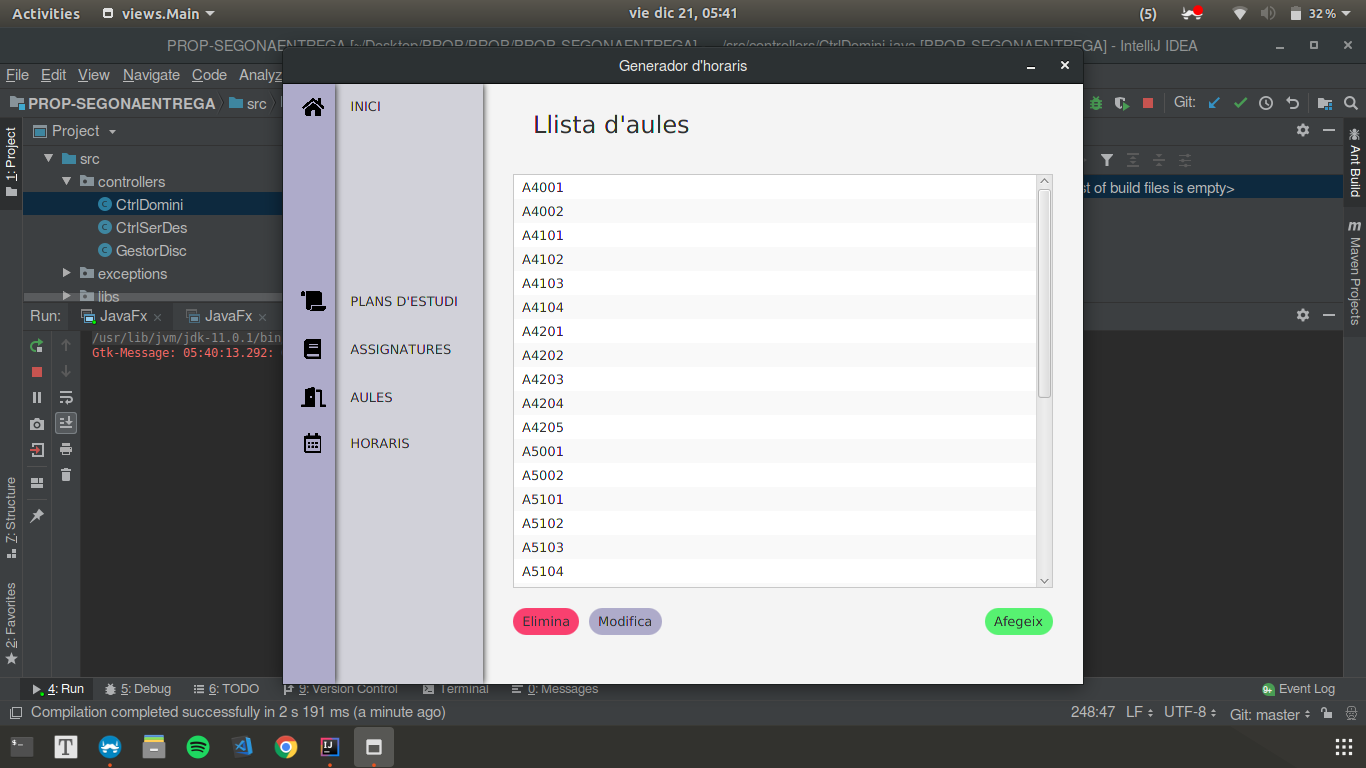 Activities views.Main vie dic 21, 05:41 (5) 32%
PROP-SEGONAENTREGA [~/Desktop/PROP/PROP/PROP-SEGONAENTREGA] - .../src/controllers/CtrlDomini.java [PROP-SEGONAENTREGA] - IntelliJ IDEA
File Edit View Navigate Code Analyz
Generador d'horaris
PROP-SEGONAENTREGA src
Git:
1: Project
Project
src
controllers
CtrlDomini
CtrlSerDes
GestorDisc
exceptions
libs
Run: JavaFx JavaFx
/usr/lib/jvm/jdk-11.0.1/bin
Gtk-Message: 05:40:13.292:
INICI
PLANS D'ESTUDI
ASSIGNATURES
AULES
HORARIS
Llista d'aules
A4001
A4002
A4101
A4102
A4103
A4104
A4201
A4202
A4203
A4204
A4205
A5001
A5002
A5101
A5102
A5103
A5104
Elimina Modifica Afegeix
st of build files is empty>
Ant Build
m Maven Projects
7: Structure
2: Favorites
4: Run 5: Debug 6: TODO 9: Version Control Terminal 0: Messages Event Log
Compilation completed successfully in 2 s 191 ms (a minute ago) 248:47 LF UTF-8 Git: master
T
IJ